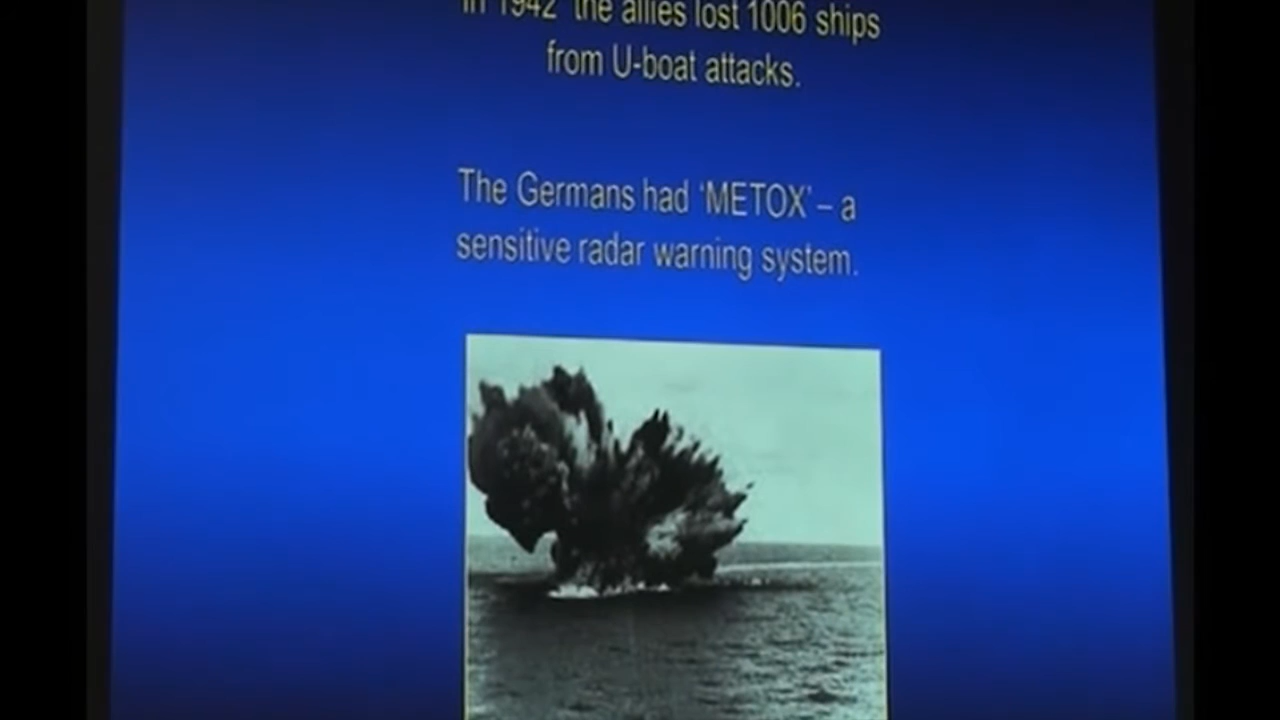 In 1942 the allies lost 1006 ships
from U-boat attacks.
The Germans had ‘METOX’ – a
sensitive radar warning system.